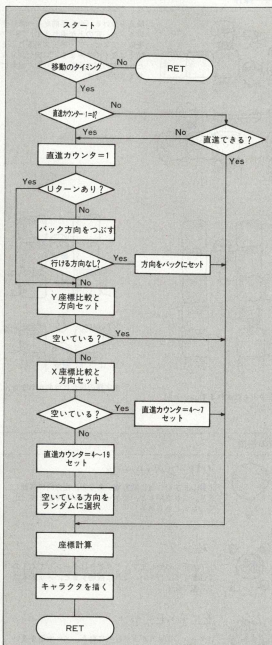 スタート
移動のタイミング
No
RET
Yes
直進カウンター1=0?
No
Yes
No
直進できる?
直進カウンタ=1
Yes
Yes
Uターンあり?
No
バック方向をつぶす
行ける方向なし?
Yes
方向をバックにセット
No
Y座標比較と
方向セット
空いている?
Yes
No
X座標比較と
方向セット
空いている?
Yes
直進カウンタ=4~7
セット
No
直進カウンタ=4~19
セット
空いている方向を
ランダムに選択
座標計算
キャラクタを描く
RET